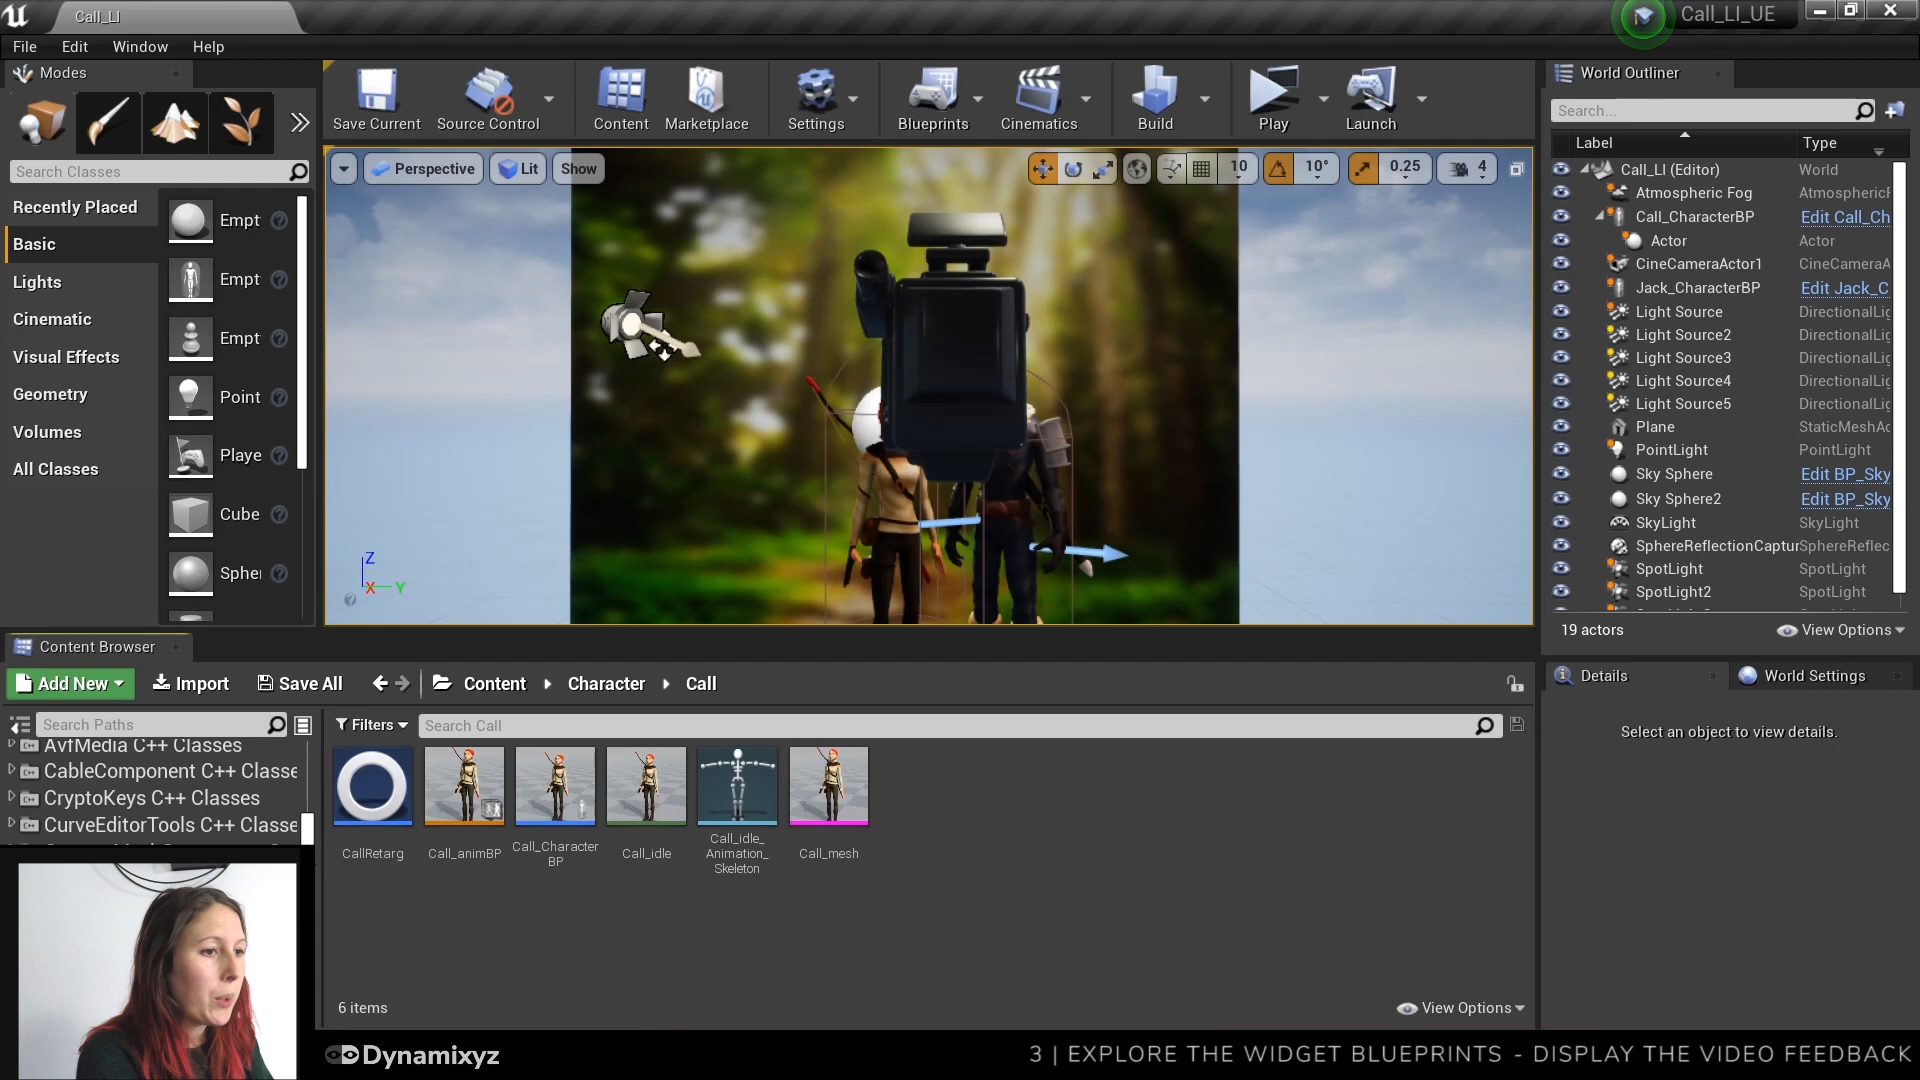 Call_LI
Call_LI_UE
File Edit Window Help
Modes
Search Classes
Recently Placed
Basic
Lights
Cinematic
Visual Effects
Geometry
Volumes
All Classes
Empt
Empt
Empt
Point
Playe
Cube
Spher
Save Current Source Control Content Marketplace Settings Blueprints Cinematics Build Play Launch
Perspective Lit Show 10 10° 0.25 4
Z
X Y
World Outliner
Search...
Label Type
Call_LI (Editor) World
Atmospheric Fog AtmosphericF
Call_CharacterBP Edit Call_Ch
Actor Actor
CineCameraActor1 CineCameraA
Jack_CharacterBP Edit Jack_C
Light Source DirectionalLig
Light Source2 DirectionalLig
Light Source3 DirectionalLig
Light Source4 DirectionalLig
Light Source5 DirectionalLig
Plane StaticMeshAc
PointLight PointLight
Sky Sphere Edit BP_Sky
Sky Sphere2 Edit BP_Sky
SkyLight SkyLight
SphereReflectionCaptur SphereReflec
SpotLight SpotLight
SpotLight2 SpotLight
19 actors View Options
Details World Settings
Select an object to view details.
Content Browser
Add New Import Save All Content Character Call
Search Paths
AvfMedia C++ Classes
CableComponent C++ Classe
CryptoKeys C++ Classes
CurveEditorTools C++ Classe
Filters Search Call
CallRetarg
Call_animBP
Call_Character
BP
Call_idle
Call_idle_
Animation_
Skeleton
Call_mesh
6 items View Options
Dynamixyz
3 | EXPLORE THE WIDGET BLUEPRINTS - DISPLAY THE VIDEO FEEDBACK